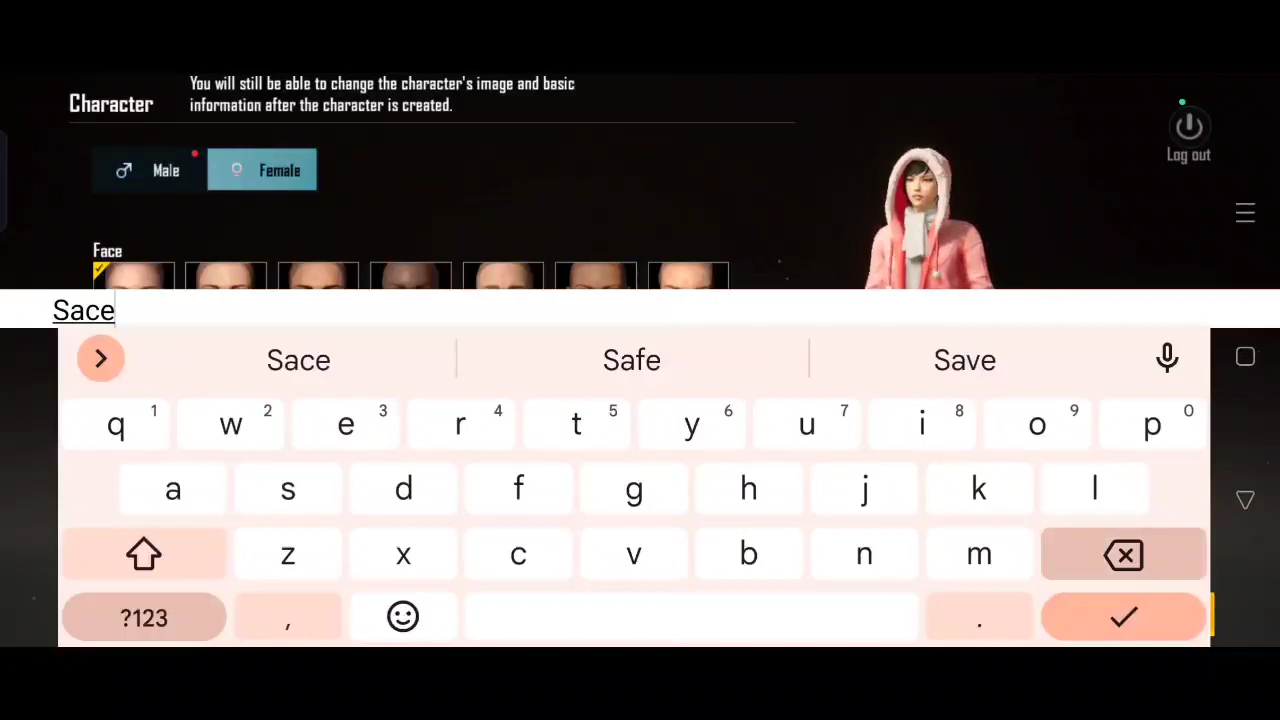 You will still be able to change the character's image and basic
Character
information after the character is created.
Male
Female
Log out
Face
Sace
Sace
Safe
Save
q 1 w 2 e 3 r 4 t 5 y 6 u 7 i 8 o 9 p 0
a s d f g h j k l
z x c v b n m
?123 , .